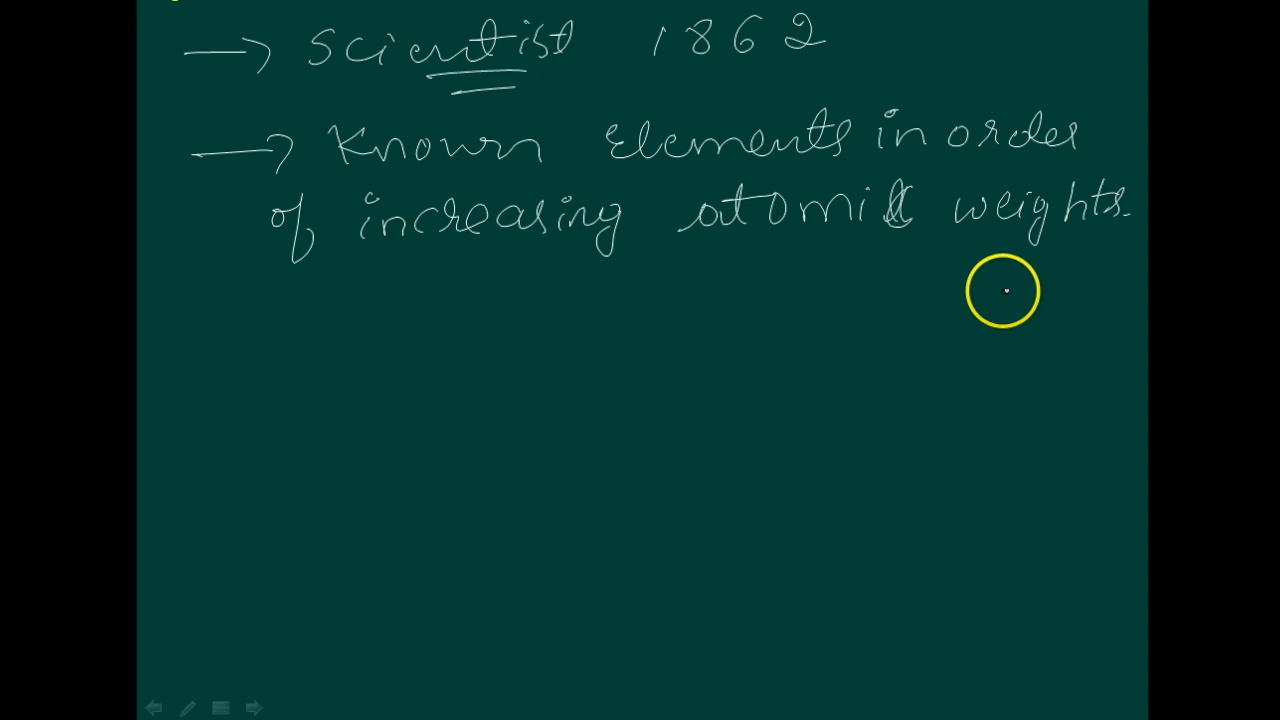 → Scientist 1862
→ Known Elements in order
of increasing atomic weights.